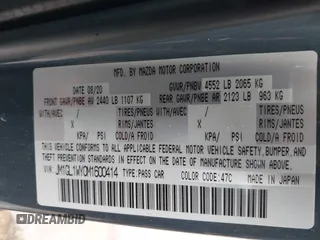 MFD BY MAZDA MOTOR CORPORATION
DATE 08/20 GVWR/PNBV 4552 LB 2065 KG
FRONT GAWR/PNBE AV 2440 LB 1107 KG REAR GAWR/PNBE AR 2123 LB 963 KG
WITH/AVEC / TIRES/PNEUS WITH/AVEC / TIRES/PNEUS
X RIMS/JANTES X RIMS/JANTES
KPA/ PSI COLD/A FROID KPA/ PSI COLD/A FROID
THIS VEHICLE CONFORMS TO ALL APPLICABLE U.S. FEDERAL
MOTOR VEHICLE SAFETY, BUMPER, AND
THEFT PREVENTION STANDARDS IN EFFECT ON THE DATE OF
MANUFACTURE SHOWN ABOVE.
VIN: TYPE:PASS CAR
COLOR CODE: 47C MADE IN JAPAN
DREAMBID